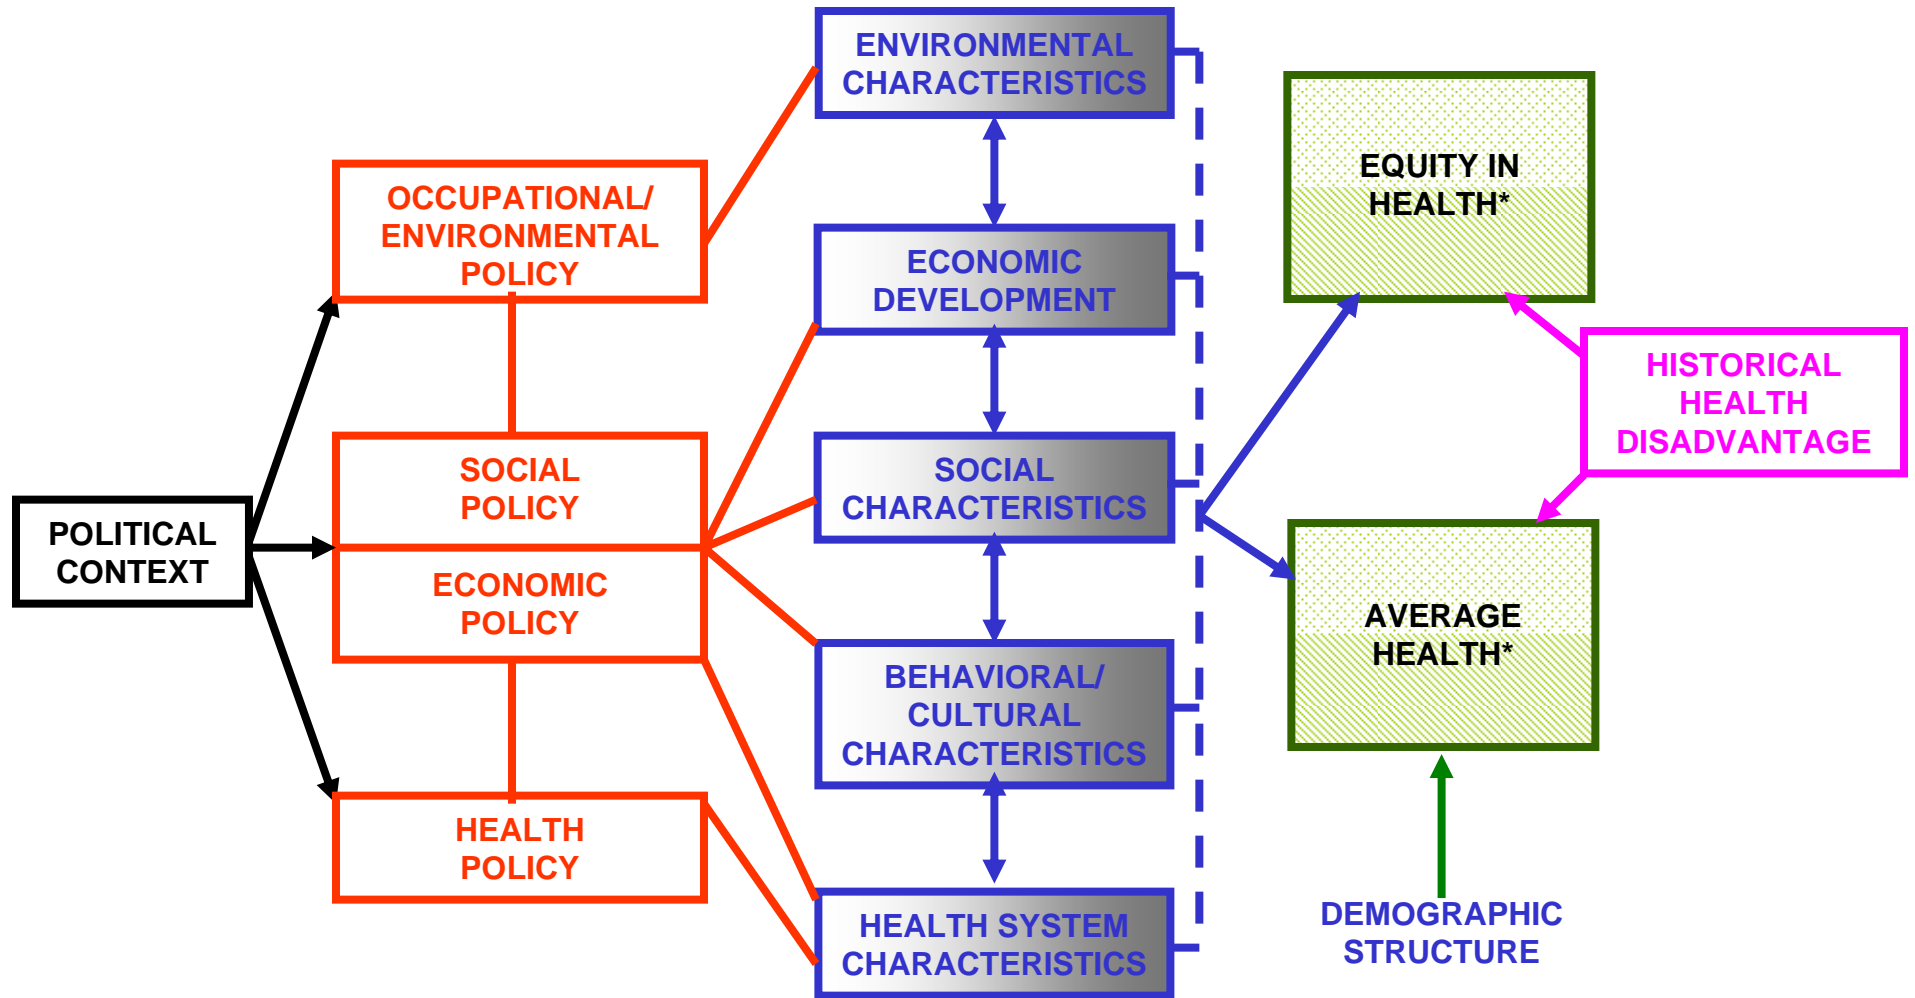 POLITICAL
CONTEXT
OCCUPATIONAL/
ENVIRONMENTAL
POLICY
SOCIAL
POLICY
ECONOMIC
POLICY
HEALTH
POLICY
ENVIRONMENTAL
CHARACTERISTICS
ECONOMIC
DEVELOPMENT
SOCIAL
CHARACTERISTICS
BEHAVIORAL/
CULTURAL
CHARACTERISTICS
HEALTH SYSTEM
CHARACTERISTICS
EQUITY IN
HEALTH*
HISTORICAL
HEALTH
DISADVANTAGE
AVERAGE
HEALTH*
DEMOGRAPHIC
STRUCTURE